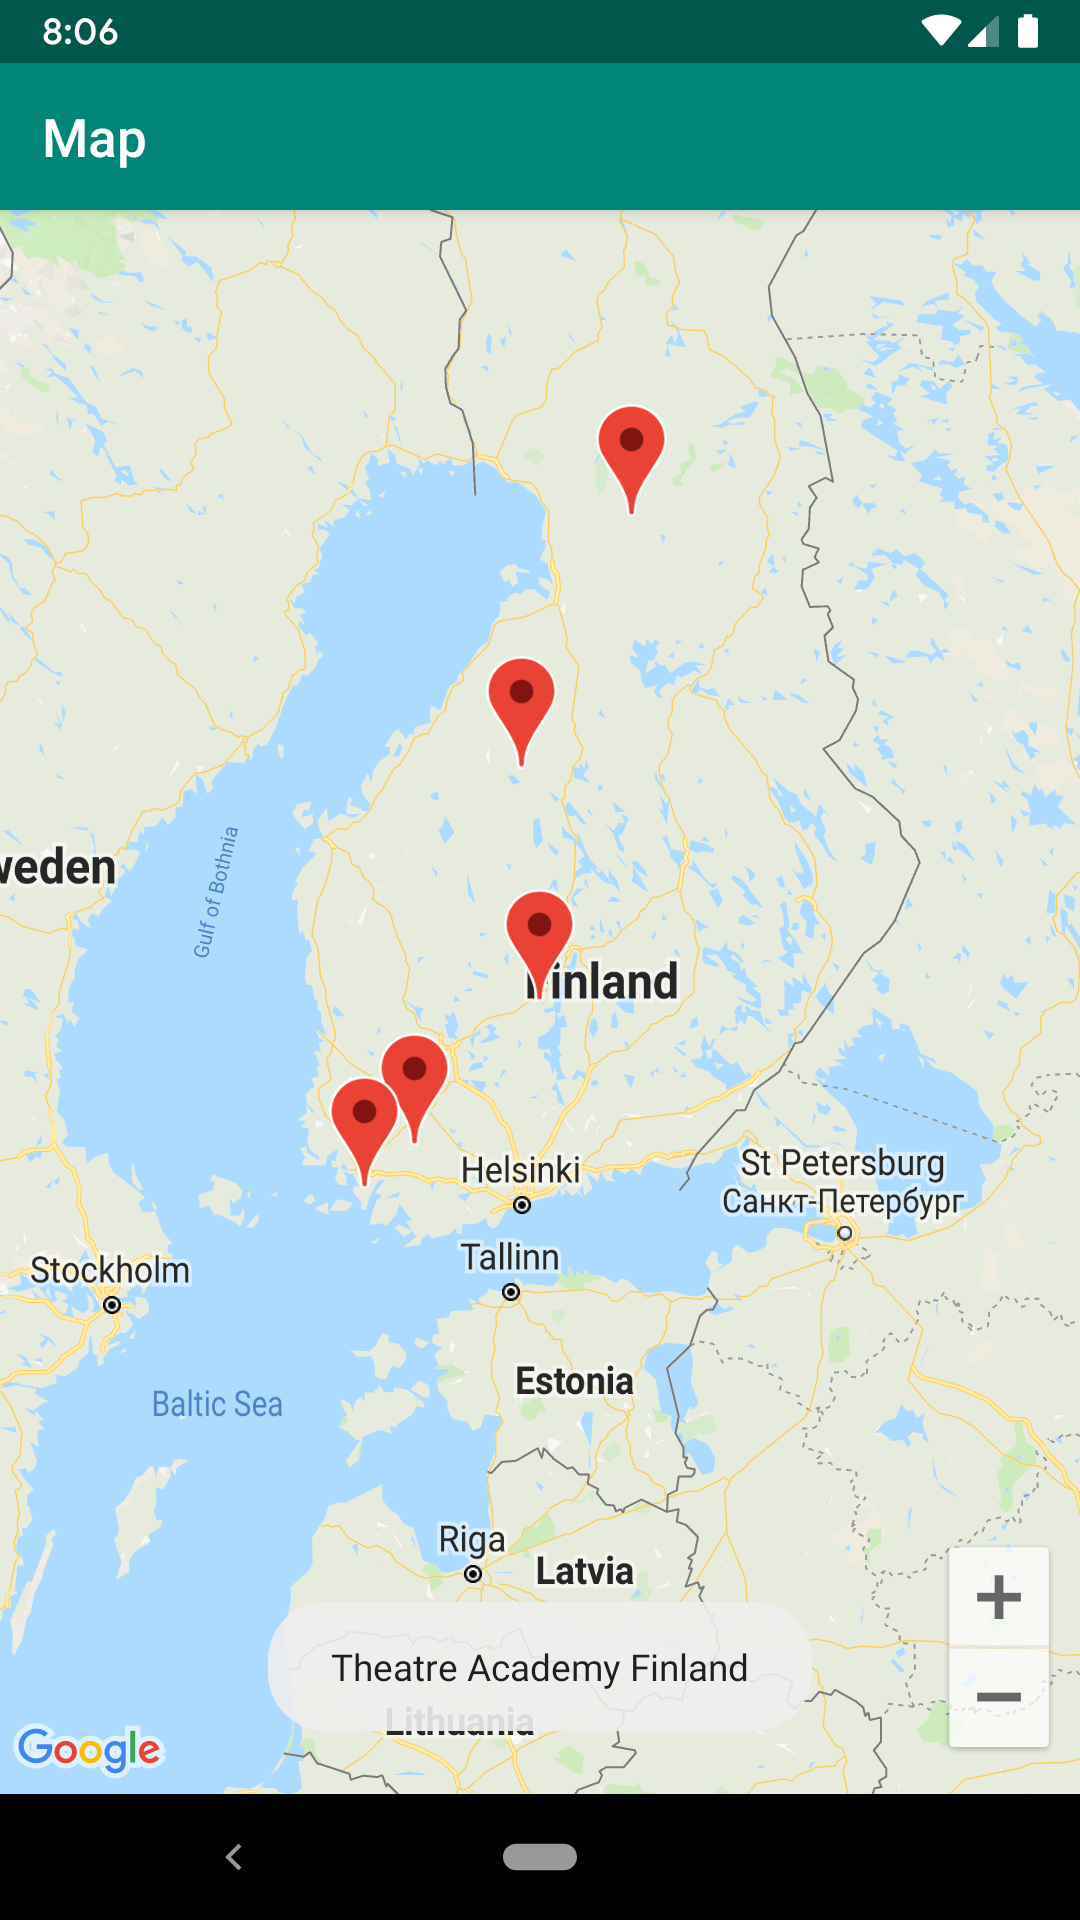 8:06
Map
Gulf of Bothnia
weden
Finland
Helsinki
St Petersburg
Санкт-Петербург
Tallinn
Stockholm
Estonia
Baltic Sea
Riga
Latvia
Theatre Academy Finland
Lithuania
Google